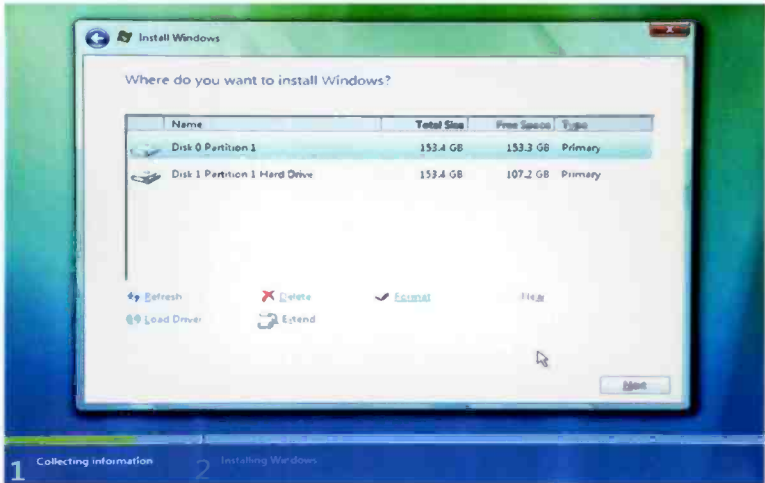 Install Windows
Where do you want to install Windows?
Name Total Size Free Space Type
Disk 0 Partition 1 153.4 GB 153.3 GB Primary
Disk 1 Partition 1 Hard Drive 153.4 GB 107.2 GB Primary
Refresh Delete Format New
Load Driver Extend
Next
1 Collecting information 2 Installing Windows